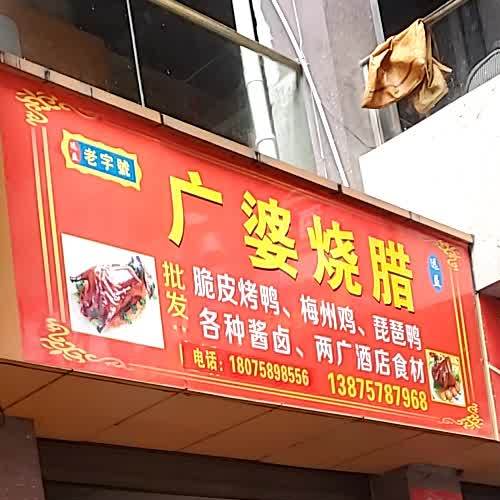 老字號
广婆烧腊
批发:
脆皮烤鸭、梅州鸡、琵琶鸭
各种酱卤、两广酒店食材
电话: 18075898556
13875787968